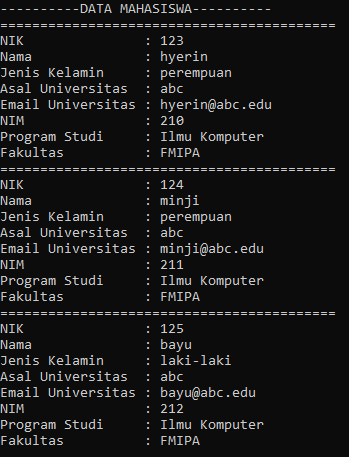 ----------DATA MAHASISWA----------
==========================================
NIK : 123
Nama : hyerin
Jenis Kelamin : perempuan
Asal Universitas : abc
Email Universitas : hyerin@abc.edu
NIM : 210
Program Studi : Ilmu Komputer
Fakultas : FMIPA
==========================================
NIK : 124
Nama : minji
Jenis Kelamin : perempuan
Asal Universitas : abc
Email Universitas : minji@abc.edu
NIM : 211
Program Studi : Ilmu Komputer
Fakultas : FMIPA
==========================================
NIK : 125
Nama : bayu
Jenis Kelamin : laki-laki
Asal Universitas : abc
Email Universitas : bayu@abc.edu
NIM : 212
Program Studi : Ilmu Komputer
Fakultas : FMIPA